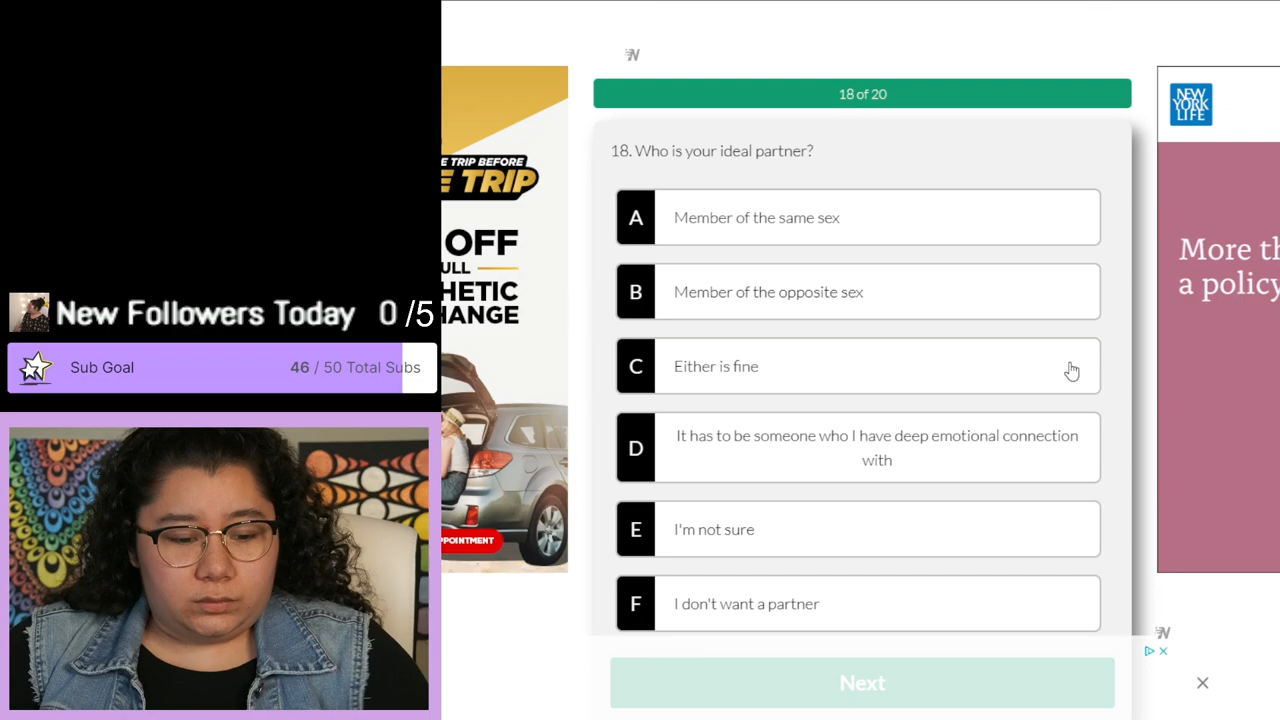 18 of 20
NEW
YORK
LIFE
18. Who is your ideal partner?
E TRIP BEFORE
E TRIP
A Member of the same sex
OFF
ULL
B Member of the opposite sex
HETIC
HANGE
More th
a policy
New Followers Today 0 /5
Sub Goal 46 / 50 Total Subs
C Either is fine
D It has to be someone who I have deep emotional connection
with
E I'm not sure
PPOINTMENT
F I don't want a partner
Next